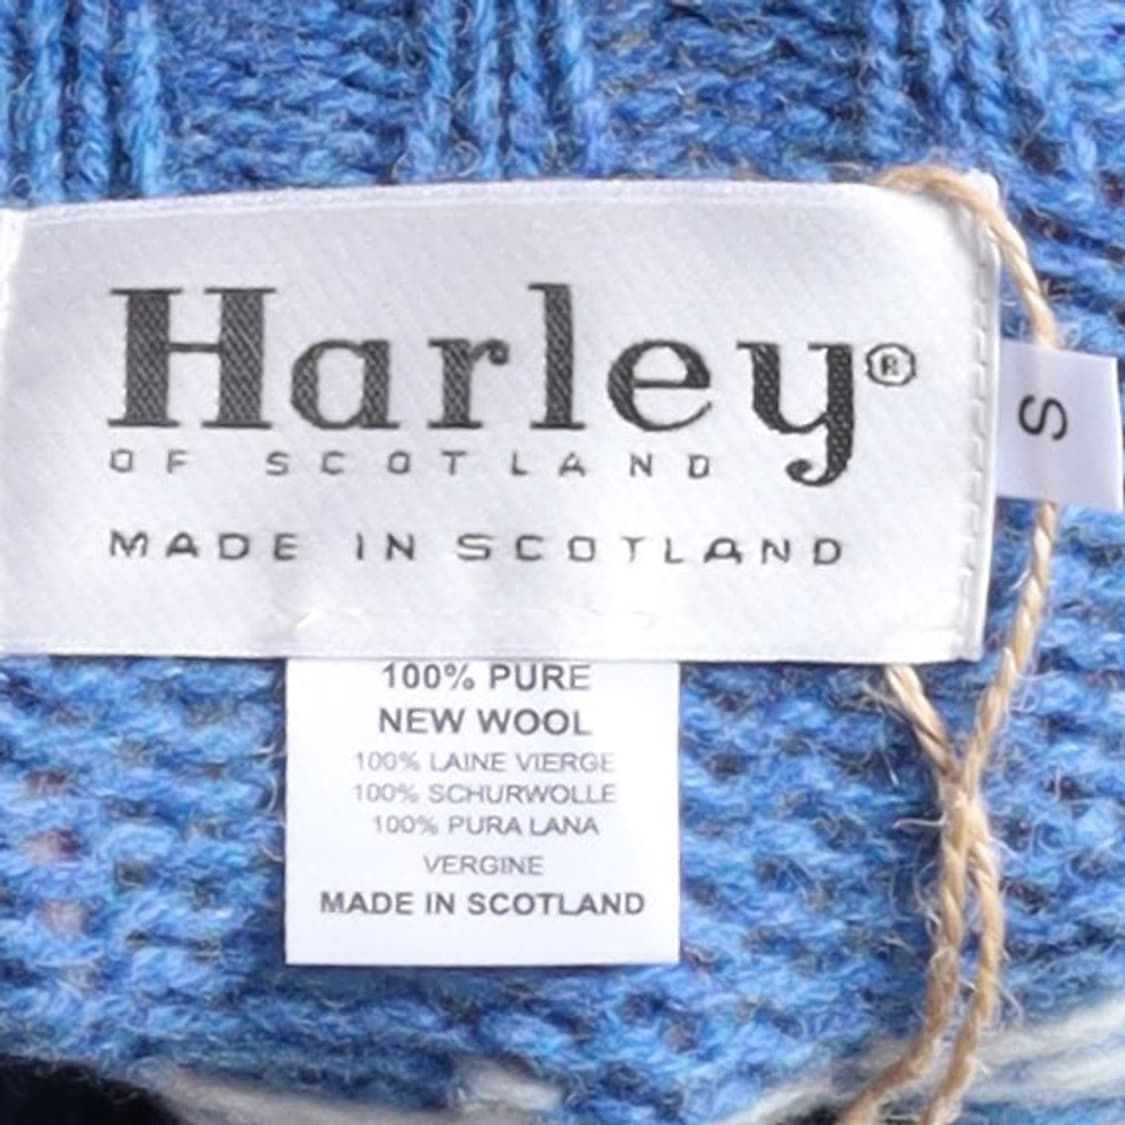 Harley®
OF SCOTLAND
MADE IN SCOTLAND
S
100% PURE
NEW WOOL
100% LAINE VIERGE
100% SCHURWOLLE
100% PURA LANA
VERGINE
MADE IN SCOTLAND